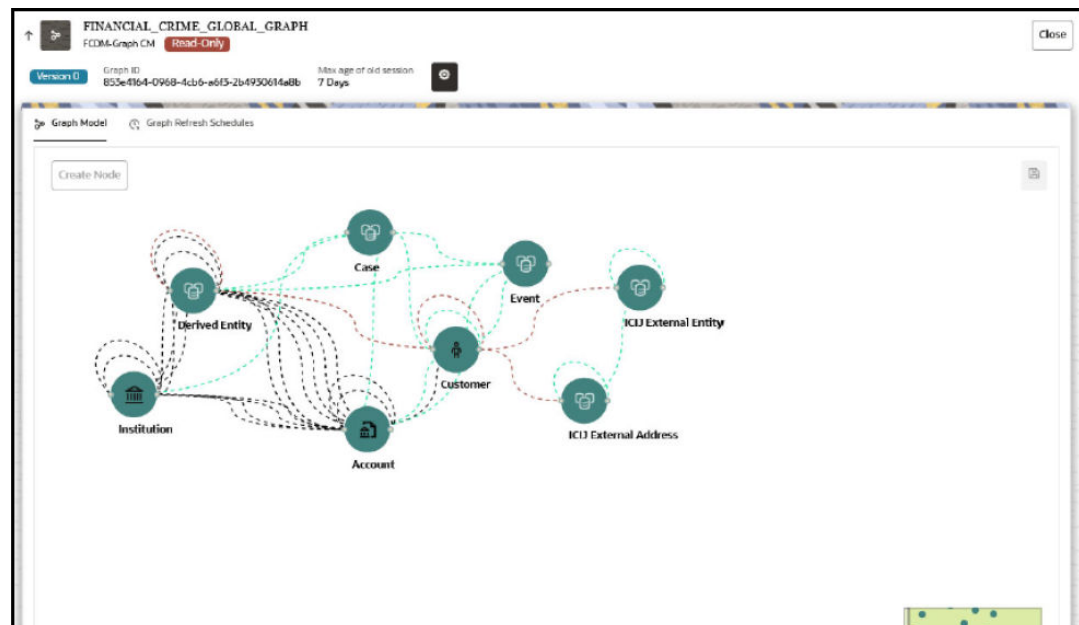 FINANCIAL_CRIME_GLOBAL_GRAPH
Close
FCDM-Graph CM Read-Only
Version 0
Graph ID
853e4164-0968-4cb6-a6f3-2b4930614a8b
Max age of old session
7 Days
Graph Model
Graph Refresh Schedules
Create Node
Case
Event
Derived Entity
ICIJ External Entity
Customer
Institution
ICIJ External Address
Account